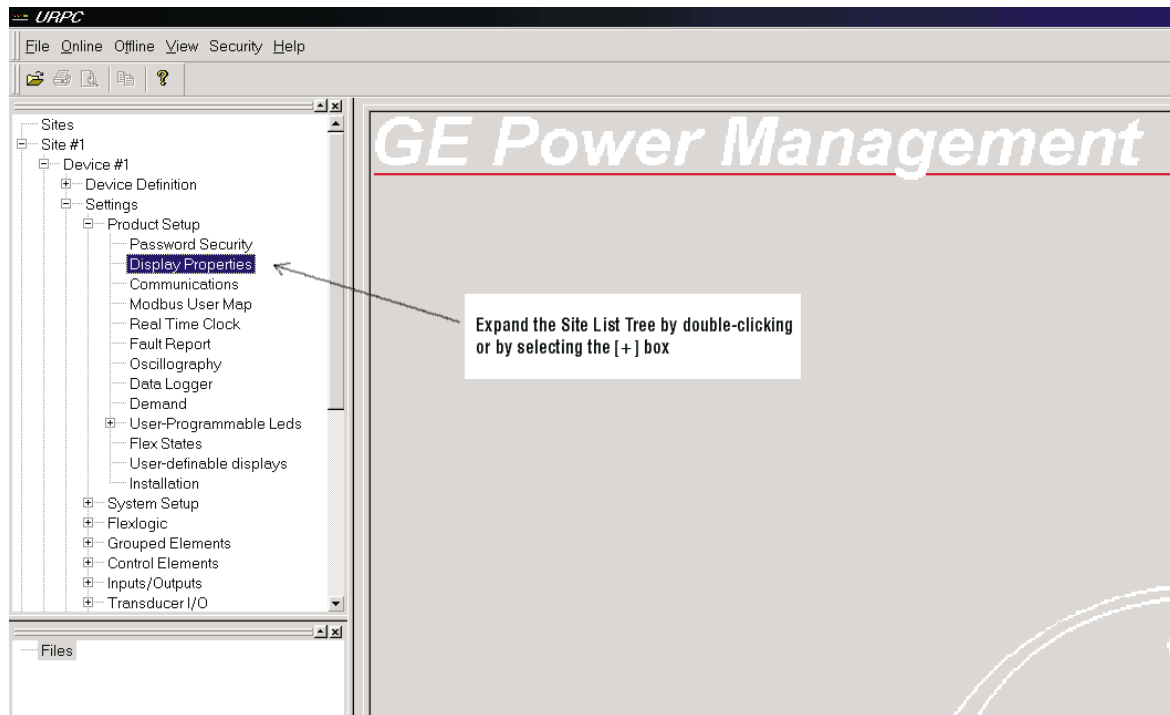 URPC
File Online Offline View Security Help
Sites
Site #1
Device #1
Device Definition
Settings
Product Setup
Password Security
Display Properties
Communications
Modbus User Map
Real Time Clock
Fault Report
Oscillography
Data Logger
Demand
User-Programmable Leds
Flex States
User-definable displays
Installation
System Setup
Flexlogic
Grouped Elements
Control Elements
Inputs/Outputs
Transducer I/O
Files
GE Power Management
Expand the Site List Tree by double-clicking
or by selecting the [+] box